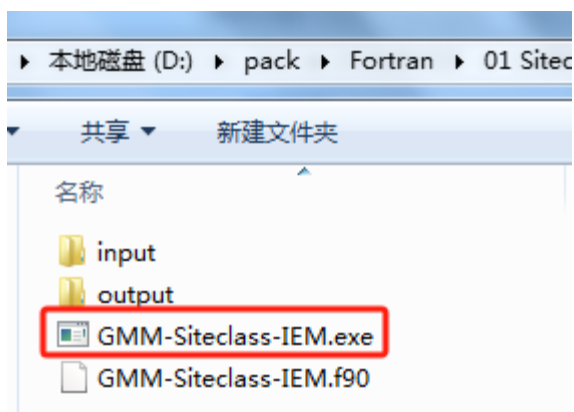 本地磁盘 (D:) pack Fortran 01 Sitec
共享 新建文件夹
名称
input
output
GMM-Siteclass-IEM.exe
GMM-Siteclass-IEM.f90